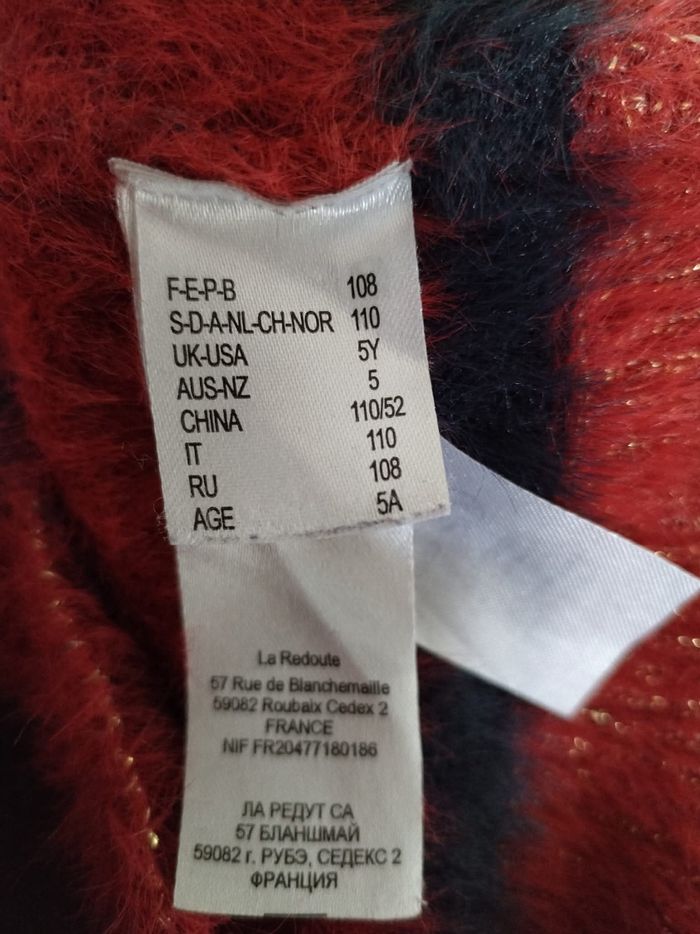 F-E-P-B 108
S-D-A-NL-CH-NOR 110
UK-USA 5Y
AUS-NZ 5
CHINA 110/52
IT 110
RU 108
AGE 5A
La Redoute
57 Rue de Blanchemaille
59082 Roubaix Cedex 2
FRANCE
NIF FR20477180186
ЛА РЕДУТ СА
57 БЛАНШМАЙ
59082 г. РУБЭ, СЕДЕКС 2
ФРАНЦИЯ